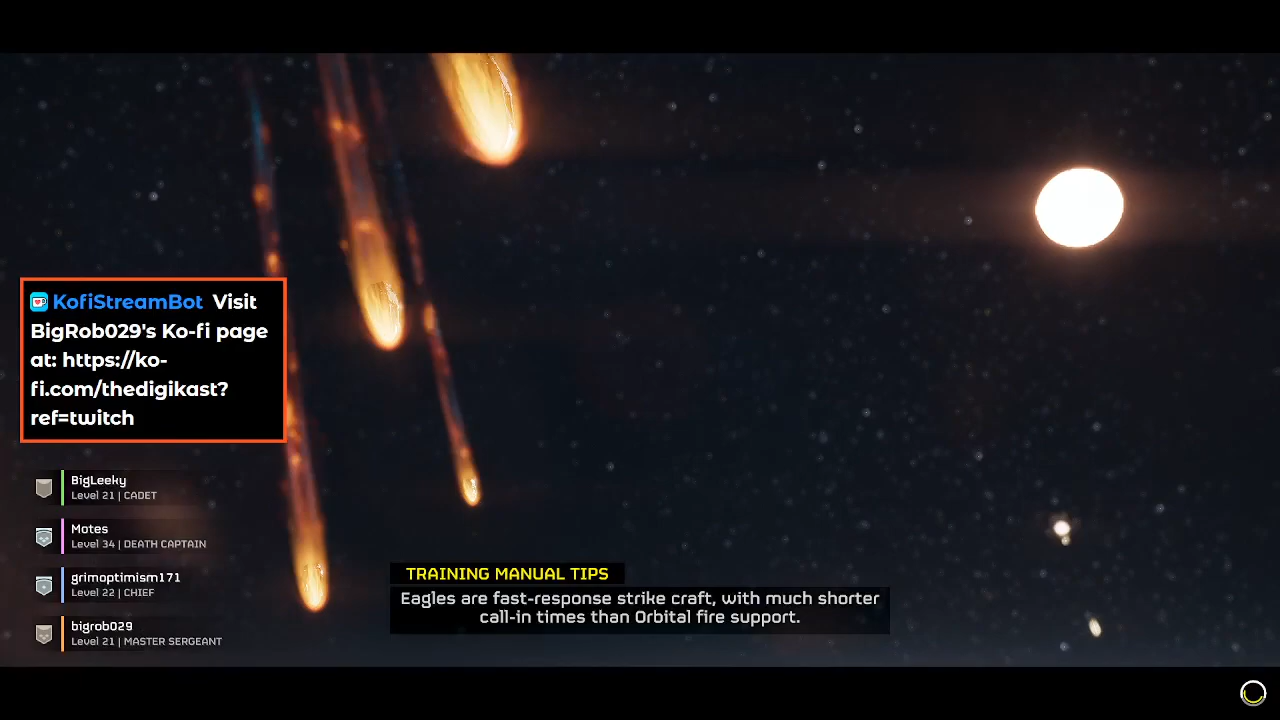 KofiStreamBot Visit
BigRob029's Ko-fi page
at: https://ko-
fi.com/thedigikast?
ref=twitch
BigLeeky
Level 21 | CADET
Motes
Level 34 | DEATH CAPTAIN
grimoptimism171
Level 22 | CHIEF
bigrob029
Level 21 | MASTER SERGEANT
TRAINING MANUAL TIPS
Eagles are fast-response strike craft, with much shorter
call-in times than Orbital fire support.